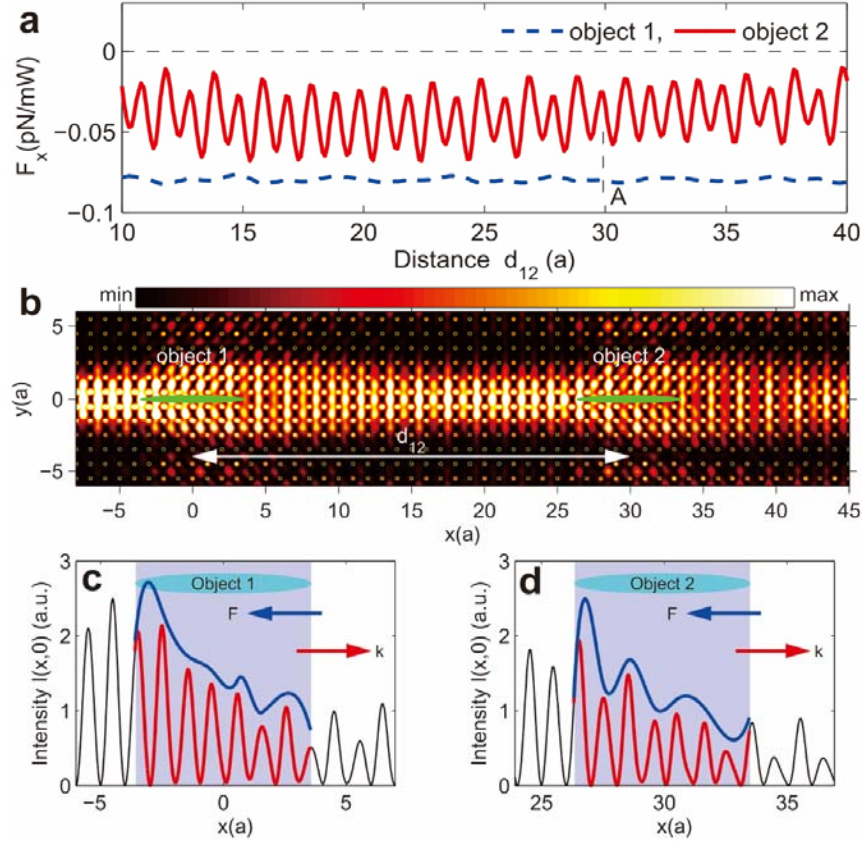 a
object 1, object 2
0
−0.05
−0.1
F_x(pN/mW)
A
10 15 20 25 30 35 40
Distance d_12 (a)
b
min max
5
0
−5
y(a)
object 1 object 2
d_12
−5 0 5 10 15 20 25 30 35 40 45
x(a)
c
3
2
1
0
Intensity I(x,0) (a.u.)
Object 1
F
k
−5 0 5
x(a)
d
3
2
1
0
Intensity I(x,0) (a.u.)
Object 2
F
k
25 30 35
x(a)